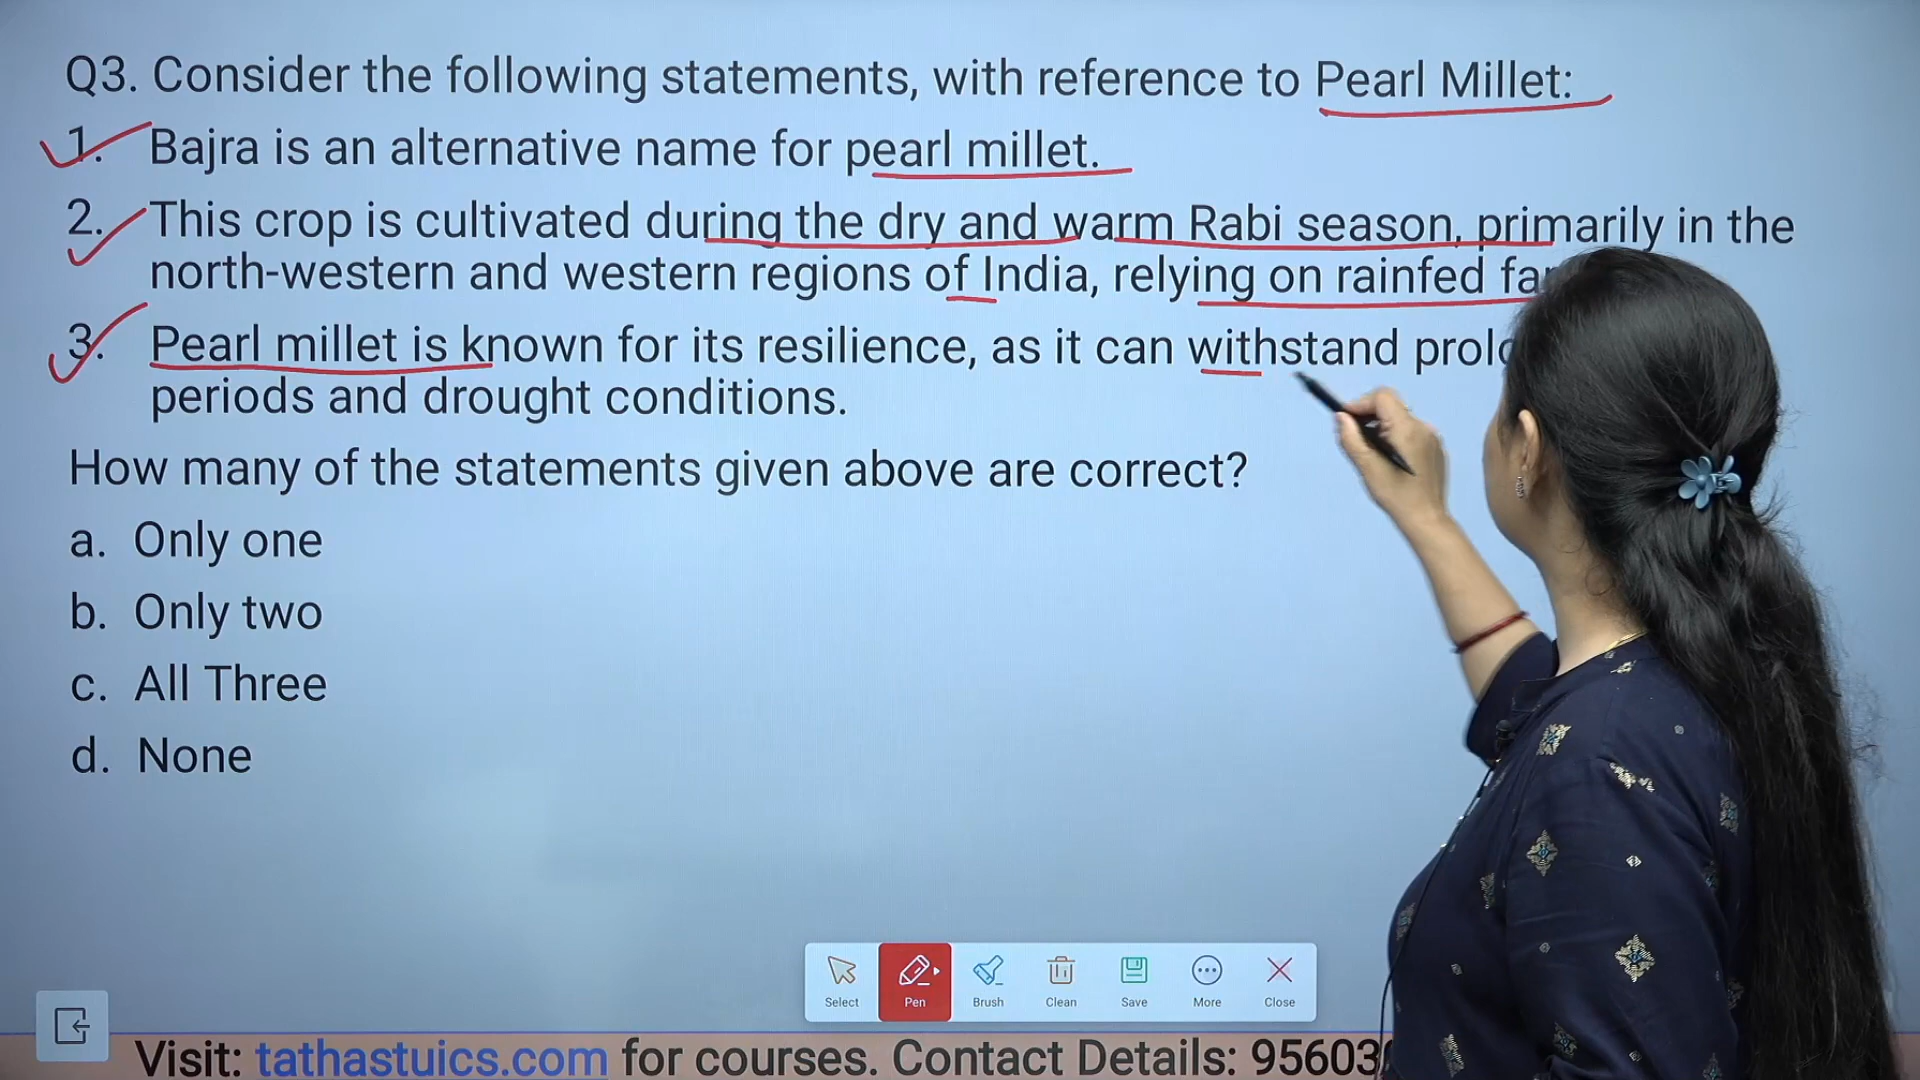 Q3. Consider the following statements, with reference to Pearl Millet:
1. Bajra is an alternative name for pearl millet.
2. This crop is cultivated during the dry and warm Rabi season, primarily in the
north-western and western regions of India, relying on rainfed
3. Pearl millet is known for its resilience, as it can withstand
periods and drought conditions.
How many of the statements given above are correct?
a. Only one
b. Only two
c. All Three
d. None
Select Pen Brush Clean Save More Close
Visit: tathastuics.com for courses. Contact Details: 95603